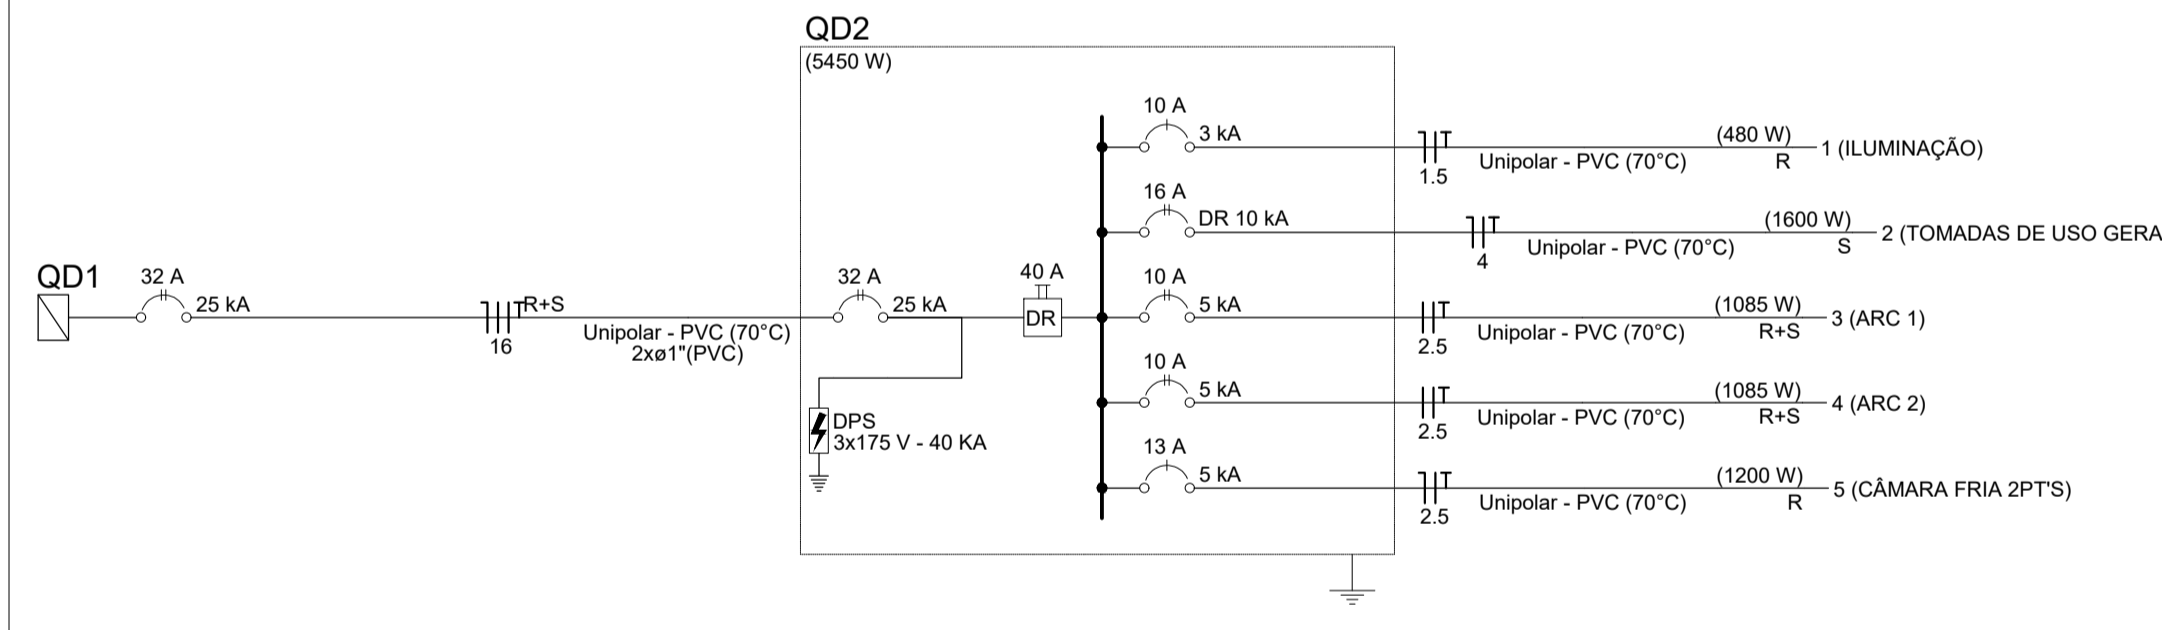 QD2
(5450 W)
10 A
3 kA
(480 W)
1 (ILUMINAÇÃO)
Unipolar - PVC (70°C)
R
1.5
16 A
DR 10 kA
(1600 W)
2 (TOMADAS DE USO GERA
Unipolar - PVC (70°C)
S
4
QD1
32 A
25 kA
R+S
Unipolar - PVC (70°C)
16
2xø1"(PVC)
32 A
25 kA
40 A
DR
10 A
5 kA
(1085 W)
3 (ARC 1)
Unipolar - PVC (70°C)
R+S
2.5
10 A
5 kA
(1085 W)
4 (ARC 2)
Unipolar - PVC (70°C)
R+S
2.5
DPS
3x175 V - 40 KA
13 A
5 kA
(1200 W)
5 (CÂMARA FRIA 2PT'S)
Unipolar - PVC (70°C)
R
2.5